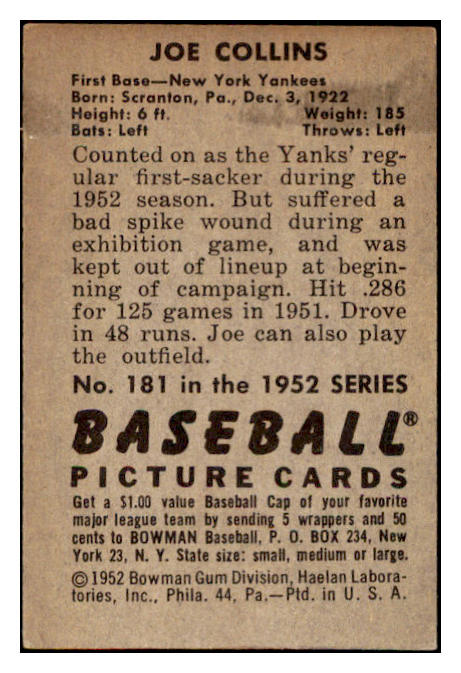 JOE COLLINS
First Base—New York Yankees
Born: Scranton, Pa., Dec. 3, 1922
Height: 6 ft. Weight: 185
Bats: Left Throws: Left
Counted on as the Yanks' reg-
ular first-sacker during the
1952 season. But suffered a
bad spike wound during an
exhibition game, and was
kept out of lineup at begin-
ning of campaign. Hit .286
for 125 games in 1951. Drove
in 48 runs. Joe can also play
the outfield.
No. 181 in the 1952 SERIES
BASEBALL®
PICTURE CARDS
Get a $1.00 value Baseball Cap of your favorite
major league team by sending 5 wrappers and 50
cents to BOWMAN Baseball, P. O. BOX 234, New
York 23, N. Y. State size: small, medium or large.
©1952 Bowman Gum Division, Haelan Labora-
tories, Inc., Phila. 44, Pa.—Ptd. in U. S. A.